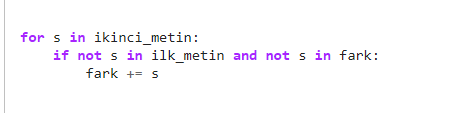 for s in ikinci_metin:
    if not s in ilk_metin and not s in fark:
        fark += s